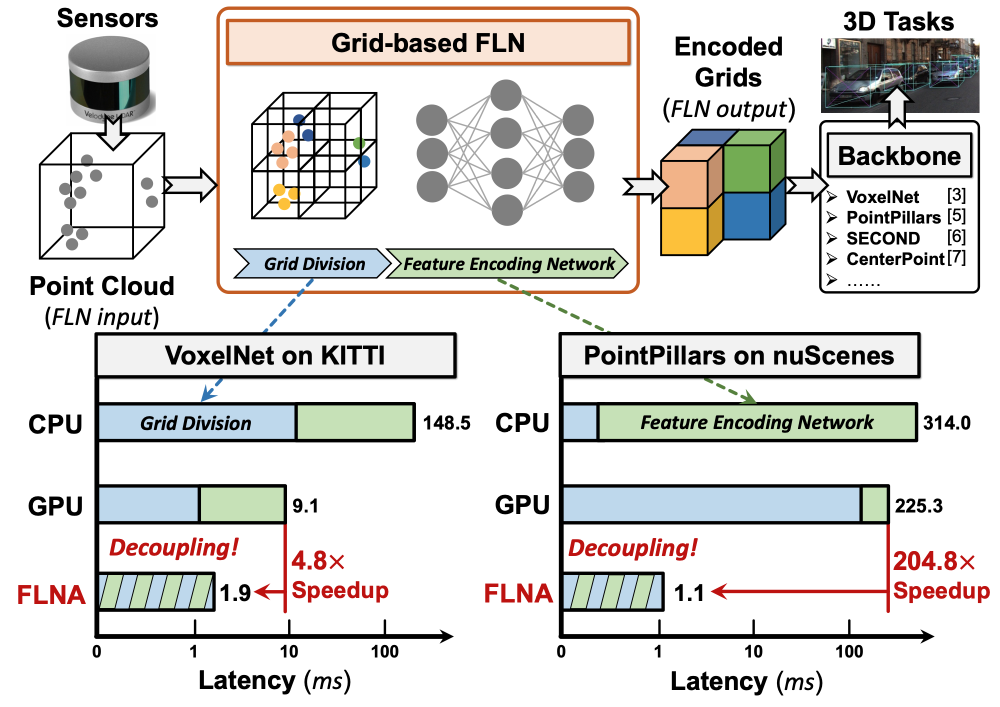 Sensors
Velodyne LiDAR
Point Cloud
(FLN input)
Grid-based FLN
Grid Division
Feature Encoding Network
Encoded
Grids
(FLN output)
3D Tasks
Backbone
➢ VoxelNet [3]
➢ PointPillars [5]
➢ SECOND [6]
➢ CenterPoint [7]
➢ ......
VoxelNet on KITTI
CPU
Grid Division
148.5
GPU
9.1
Decoupling!
4.8×
Speedup
FLNA
1.9
0 1 10 100
Latency (ms)
PointPillars on nuScenes
CPU
Feature Encoding Network
314.0
GPU
225.3
Decoupling!
204.8×
Speedup
FLNA
1.1
0 1 10 100
Latency (ms)